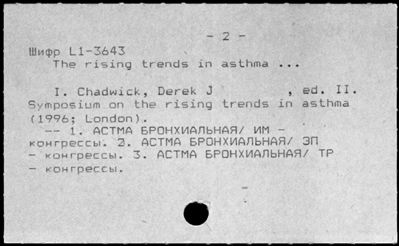 - 2 -
Шифр L1-3643
The rising trends in asthma ...
I. Chadwick, Derek J , ed. II.
Symposium on the rising trends in asthma
(1996; London).
-- 1. АСТМА БРОНХИАЛЬНАЯ/ ИМ -
конгрессы. 2. АСТМА БРОНХИАЛЬНАЯ/ ЭП
- конгрессы. 3. АСТМА БРОНХИАЛЬНАЯ/ ТР
- конгрессы.